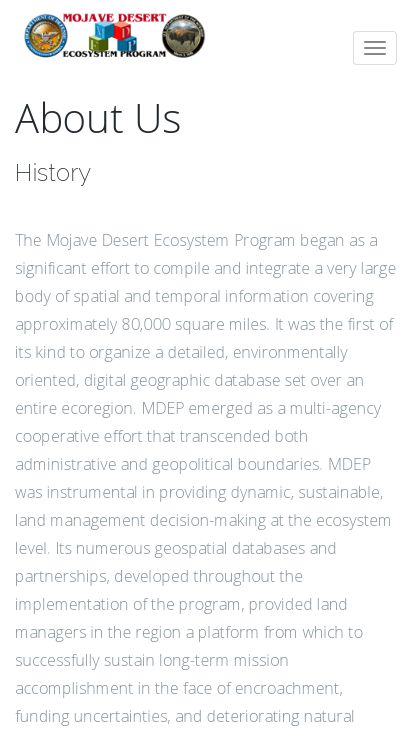 MOJAVE DESERT
ECOSYSTEM PROGRAM
About Us
History
The Mojave Desert Ecosystem Program began as a
significant effort to compile and integrate a very large
body of spatial and temporal information covering
approximately 80,000 square miles. It was the first of
its kind to organize a detailed, environmentally
oriented, digital geographic database set over an
entire ecoregion. MDEP emerged as a multi-agency
cooperative effort that transcended both
administrative and geopolitical boundaries. MDEP
was instrumental in providing dynamic, sustainable,
land management decision-making at the ecosystem
level. Its numerous geospatial databases and
partnerships, developed throughout the
implementation of the program, provided land
managers in the region a platform from which to
successfully sustain long-term mission
accomplishment in the face of encroachment,
funding uncertainties, and deteriorating natural